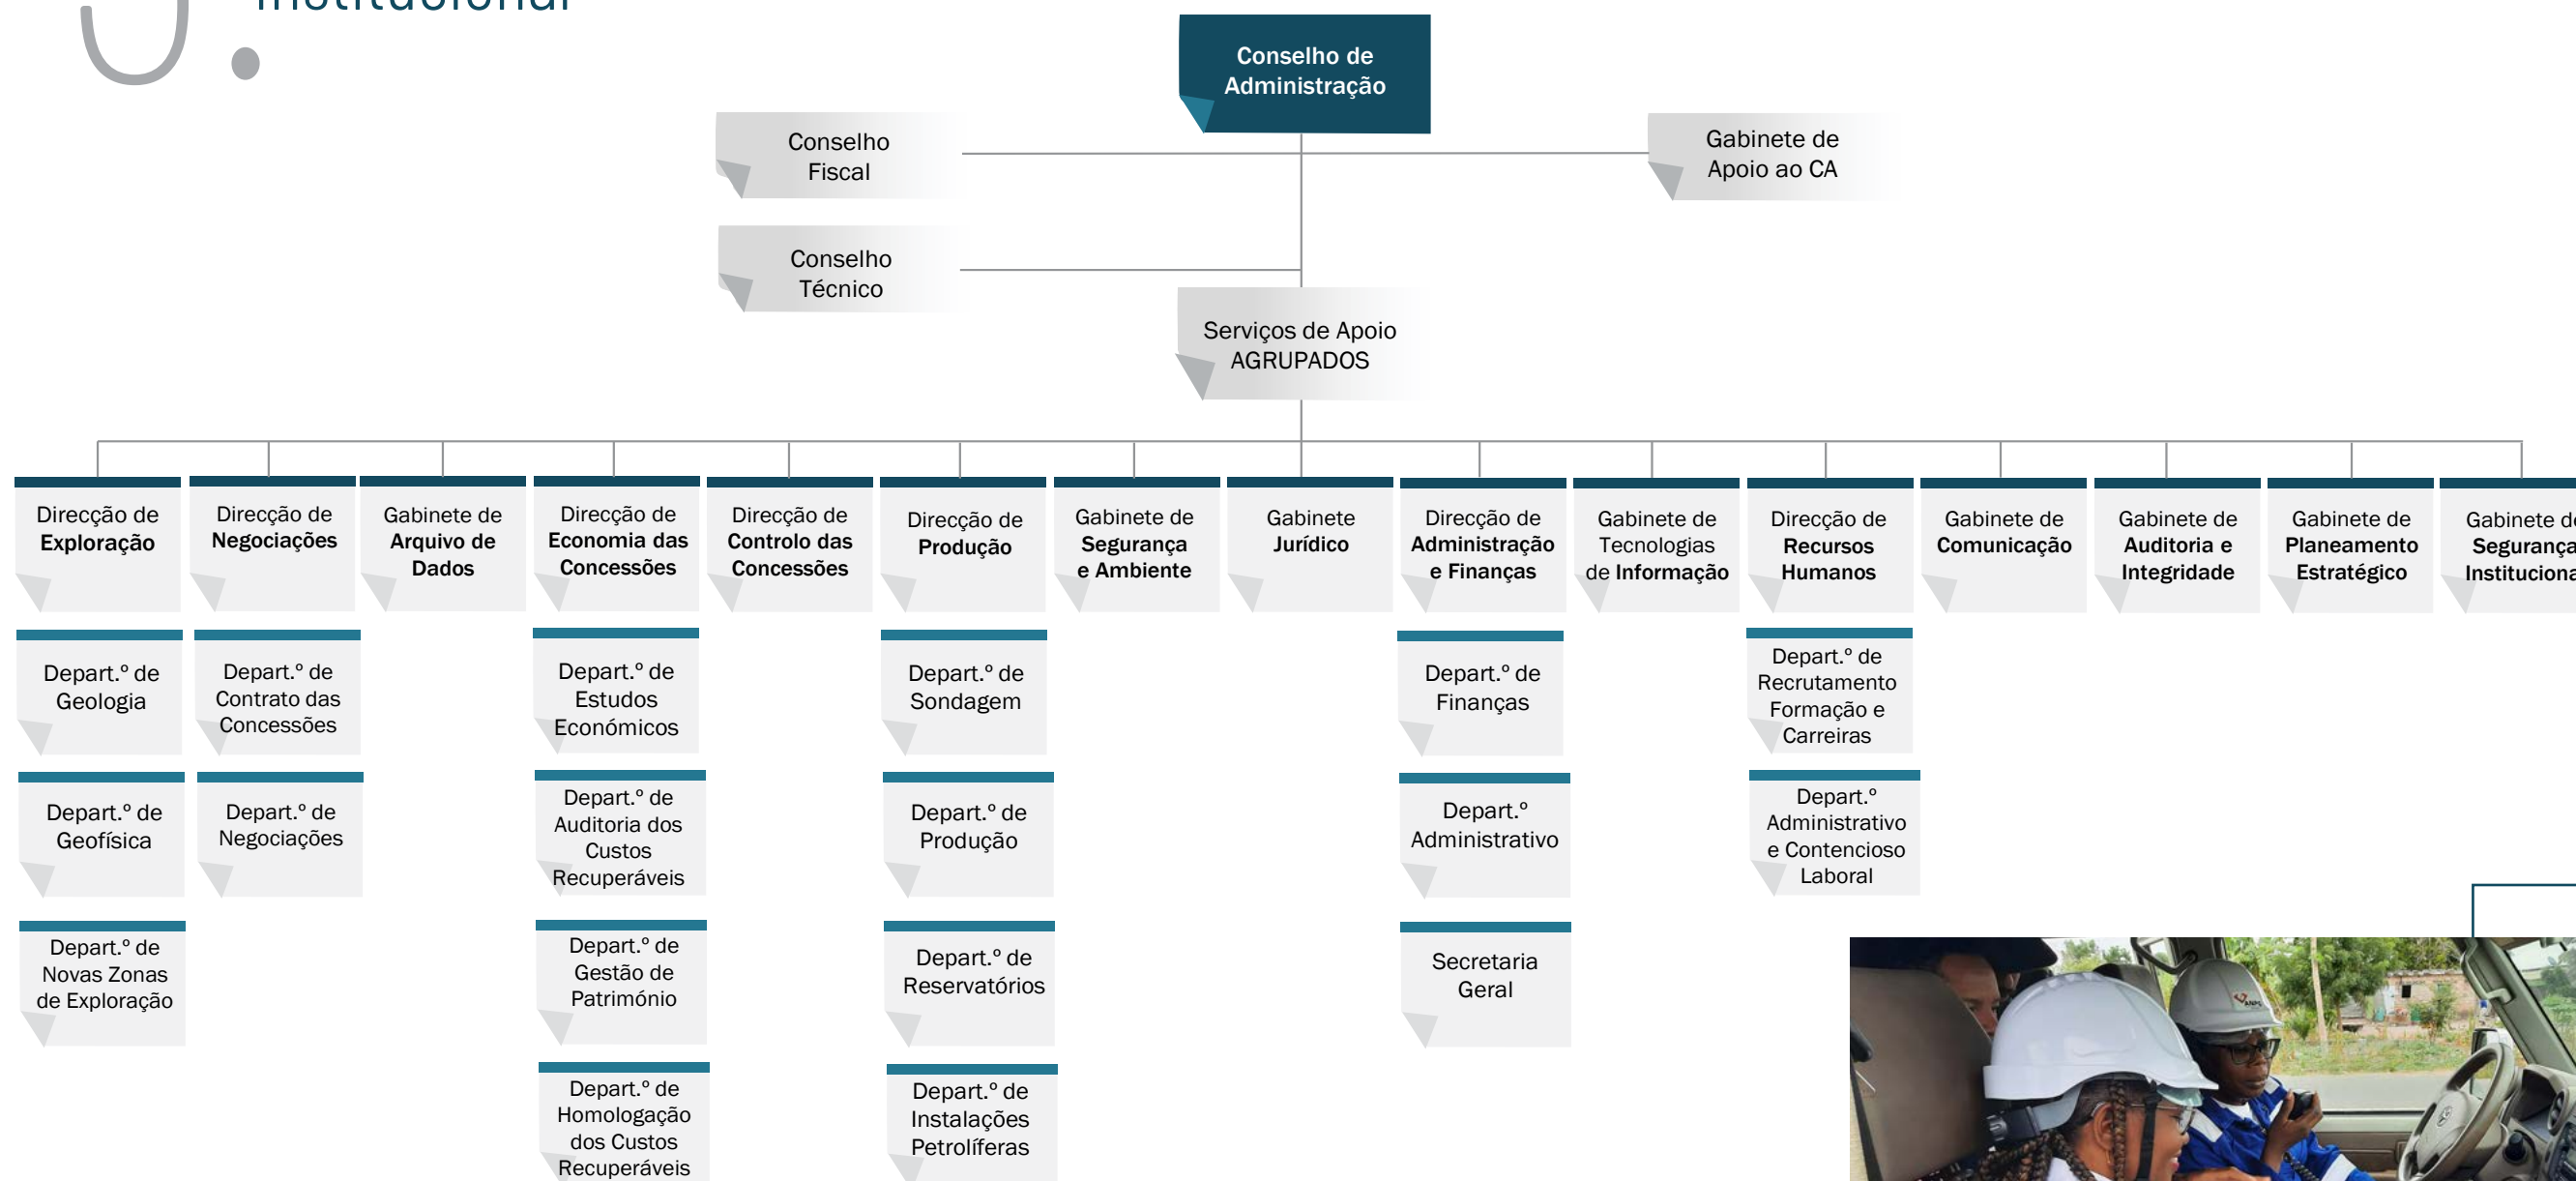 Institucional
Conselho de
Administração
Conselho
Fiscal
Gabinete de
Apoio ao CA
Conselho
Técnico
Serviços de Apoio
AGRUPADOS
Direcção de
Exploração
Direcção de
Negociações
Gabinete de
Arquivo de
Dados
Direcção de
Economia das
Concessões
Direcção de
Controlo das
Concessões
Direcção de
Produção
Gabinete de
Segurança
e Ambiente
Gabinete
Jurídico
Direcção de
Administração
e Finanças
Gabinete de
Tecnologias
de Informação
Direcção de
Recursos
Humanos
Gabinete de
Comunicação
Gabinete de
Auditoria e
Integridade
Gabinete de
Planeamento
Estratégico
Gabinete de
Segurança
Institucional
Depart.º de
Geologia
Depart.º de
Contrato das
Concessões
Depart.º de
Estudos
Económicos
Depart.º de
Sondagem
Depart.º de
Finanças
Depart.º de
Recrutamento
Formação e
Carreiras
Depart.º de
Geofísica
Depart.º de
Negociações
Depart.º de
Auditoria dos
Custos
Recuperáveis
Depart.º de
Produção
Depart.º
Administrativo
Depart.º
Administrativo
e Contencioso
Laboral
Depart.º de
Novas Zonas
de Exploração
Depart.º de
Gestão de
Património
Depart.º de
Reservatórios
Secretaria
Geral
Depart.º de
Homologação
dos Custos
Recuperáveis
Depart.º de
Instalações
Petrolíferas